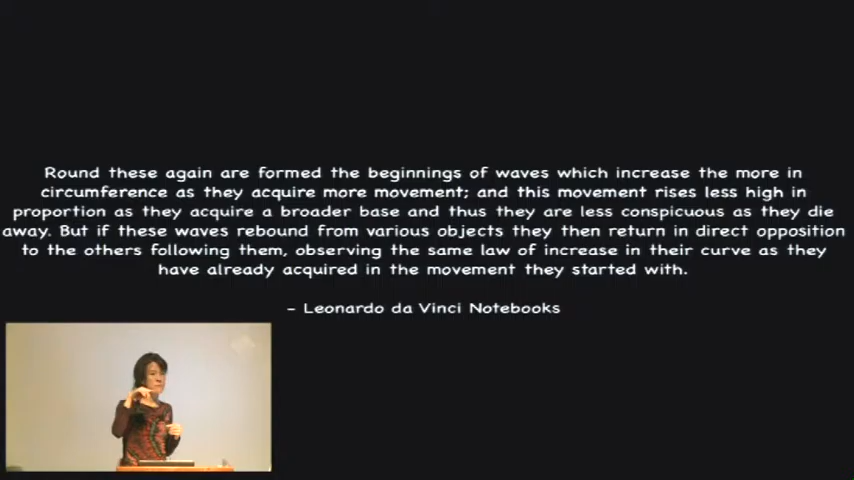 Round these again are formed the beginnings of waves which increase the more in
circumference as they acquire more movement; and this movement rises less high in
proportion as they acquire a broader base and thus they are less conspicuous as they die
away. But if these waves rebound from various objects they then return in direct opposition
to the others following them, observing the same law of increase in their curve as they
have already acquired in the movement they started with.
– Leonardo da Vinci Notebooks